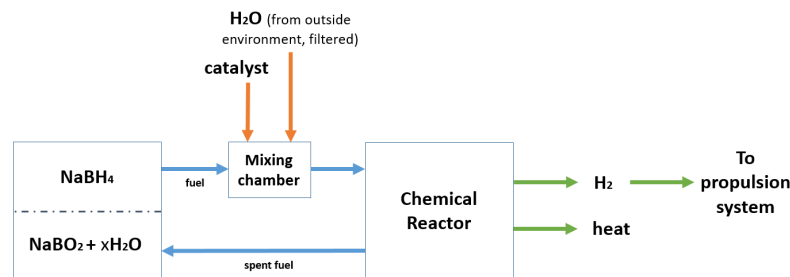 H₂O (from outside
environment, filtered)
catalyst
NaBH₄
fuel
Mixing
chamber
Chemical
Reactor
H₂
To
propulsion
system
heat
NaBO₂ + xH₂O
spent fuel